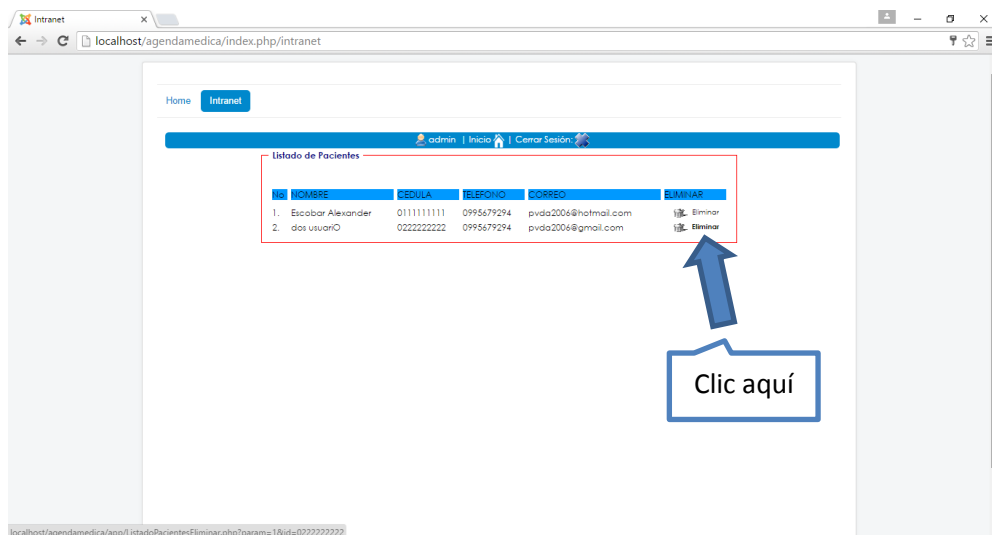 Intranet
localhost/agendamedica/index.php/intranet
Home Intranet
admin | Inicio | Cerrar Sesión:
Listado de Pacientes
No NOMBRE CEDULA TELEFONO CORREO ELIMINAR
1. Escobar Alexander 0111111111 0995679294 pvda2006@hotmail.com Eliminar
2. dos usuariO 0222222222 0995679294 pvda2006@gmail.com Eliminar
Clic aquí
localhost/agendamedica/app/ListadoPacientesEliminar.php?param=1&id=0222222222